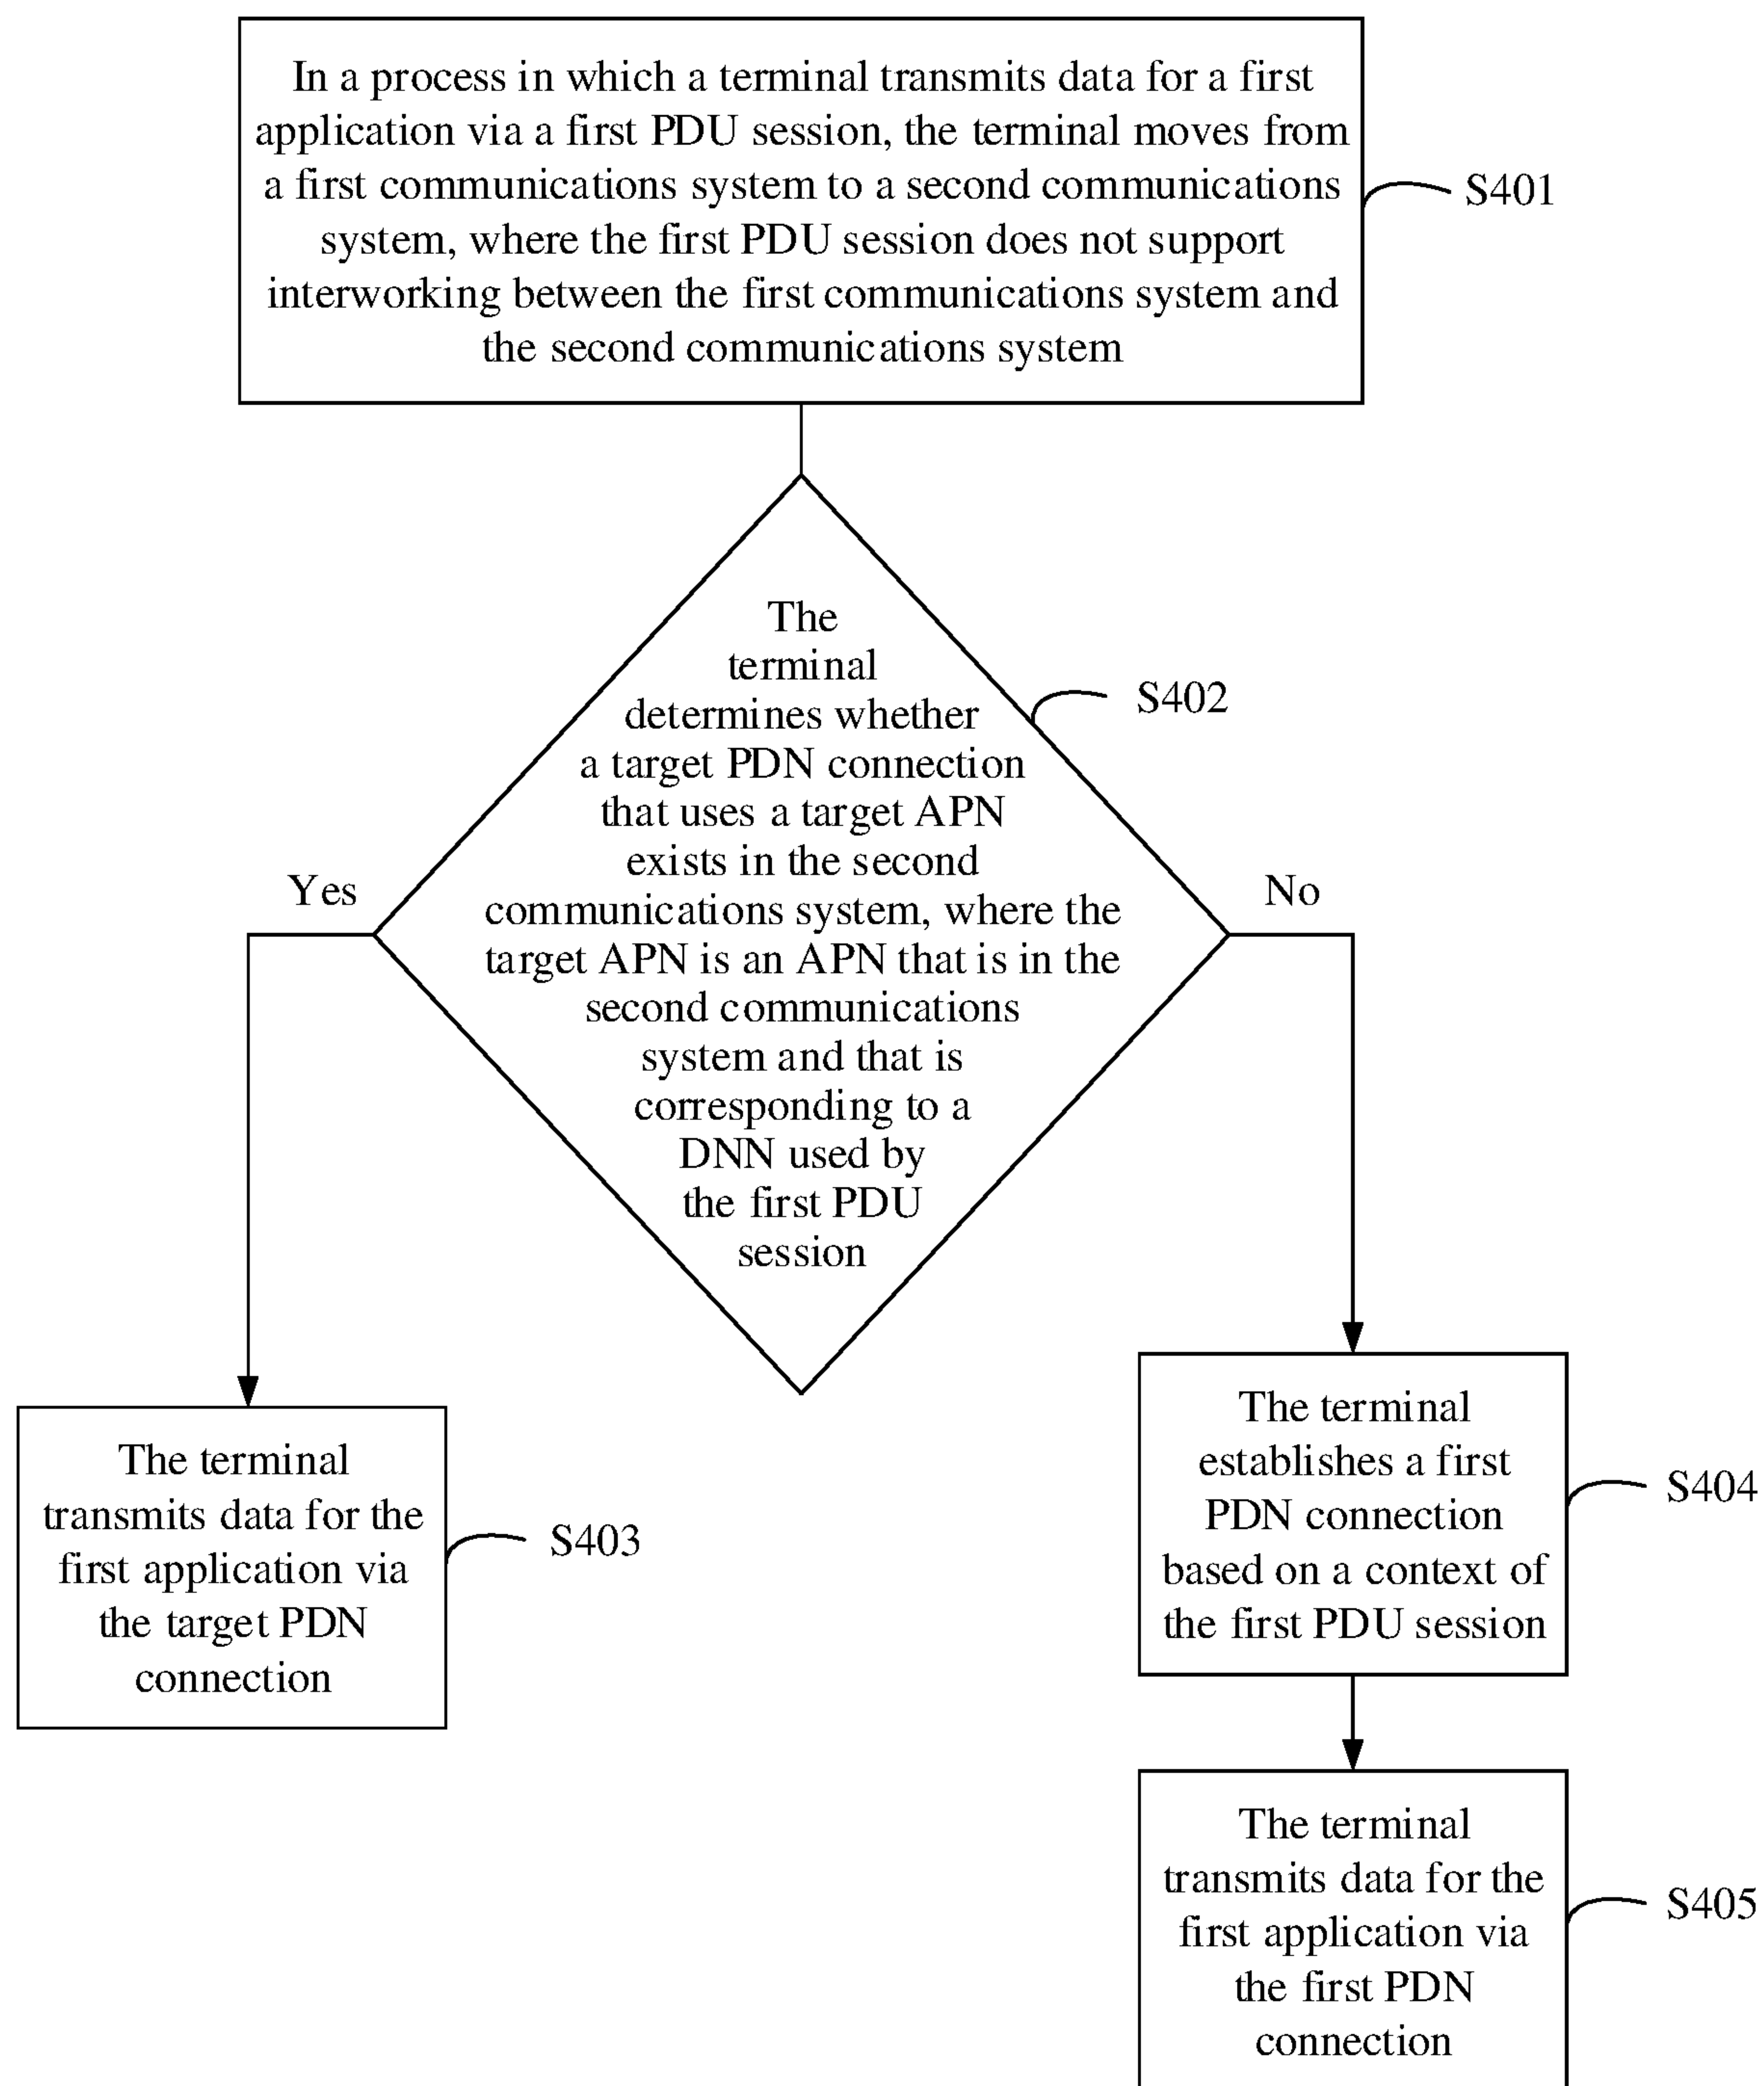 In a process in which a terminal transmits data for a first
application via a first PDU session, the terminal moves from
a first communications system to a second communications
system, where the first PDU session does not support
interworking between the first communications system and
the second communications system
S401
The
terminal
determines whether
a target PDN connection
that uses a target APN
exists in the second
communications system, where the
target APN is an APN that is in the
second communications
system and that is
corresponding to a
DNN used by
the first PDU
session
S402
Yes
No
The terminal
transmits data for the
first application via
the target PDN
connection
S403
The terminal
establishes a first
PDN connection
based on a context of
the first PDU session
S404
The terminal
transmits data for the
first application via
the first PDN
connection
S405